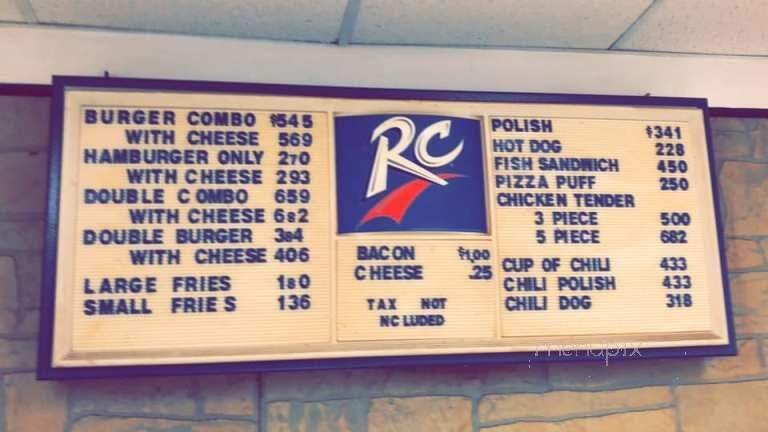 BURGER COMBO $545
WITH CHEESE 569
HAMBURGER ONLY 270
WITH CHEESE 293
DOUBLE COMBO 659
WITH CHEESE 682
DOUBLE BURGER 384
WITH CHEESE 406
LARGE FRIES 180
SMALL FRIES 136
RC
BACON $1.00
CHEESE .25
TAX NOT
NCLUDED
POLISH $341
HOT DOG 228
FISH SANDWICH 450
PIZZA PUFF 250
CHICKEN TENDER
3 PIECE 500
5 PIECE 682
CUP OF CHILI 433
CHILI POLISH 433
CHILI DOG 318
menupix